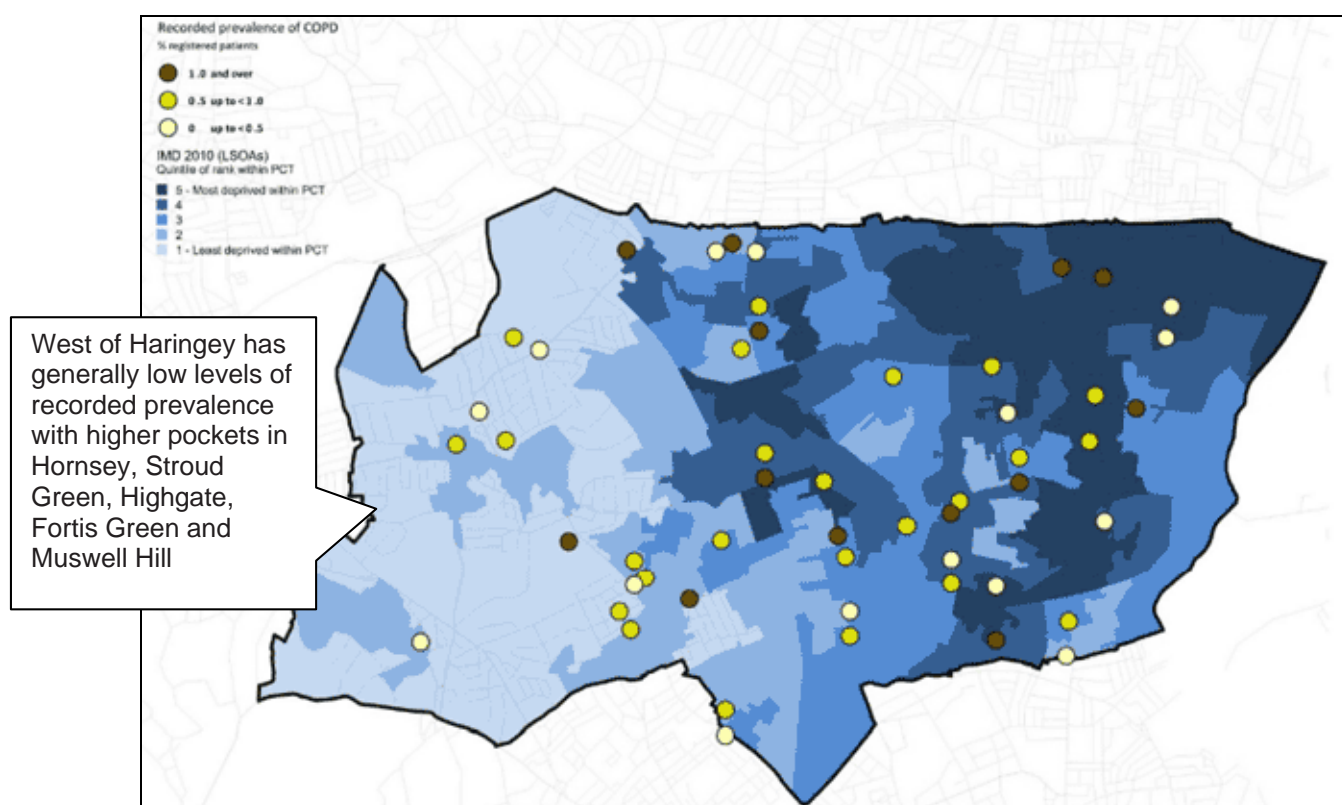 Recorded prevalence of COPD
% registered patients
1.0 and over
0.5 up to <1.0
0 up to <0.5
IMD 2010 (LSOAs)
Quintile of rank within PCT
5 - Most deprived within PCT
4
3
2
1 - Least deprived within PCT
West of Haringey has
generally low levels of
recorded prevalence
with higher pockets in
Hornsey, Stroud
Green, Highgate,
Fortis Green and
Muswell Hill